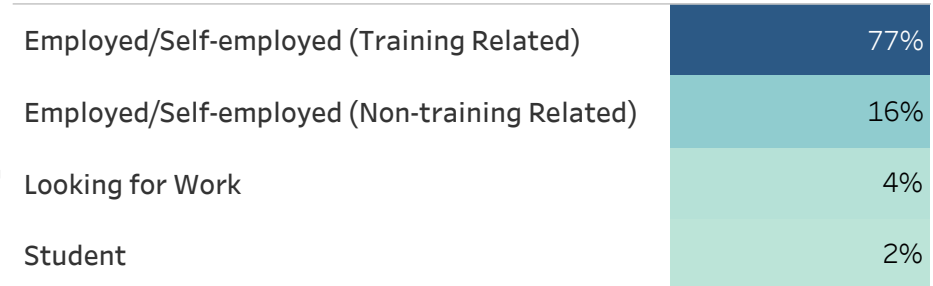 Employed/Self-employed (Training Related) 77%
Employed/Self-employed (Non-training Related) 16%
Looking for Work 4%
Student 2%